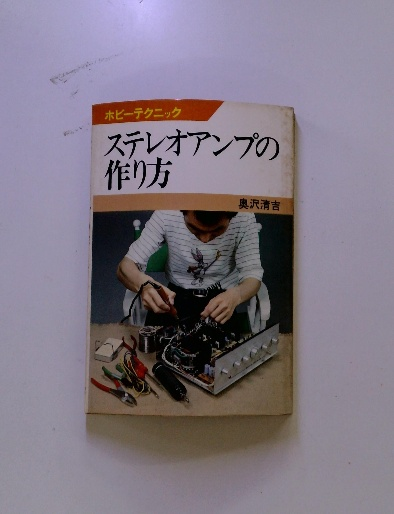 ホビーテクニック
ステレオアンプの
作り方
奥沢清吉